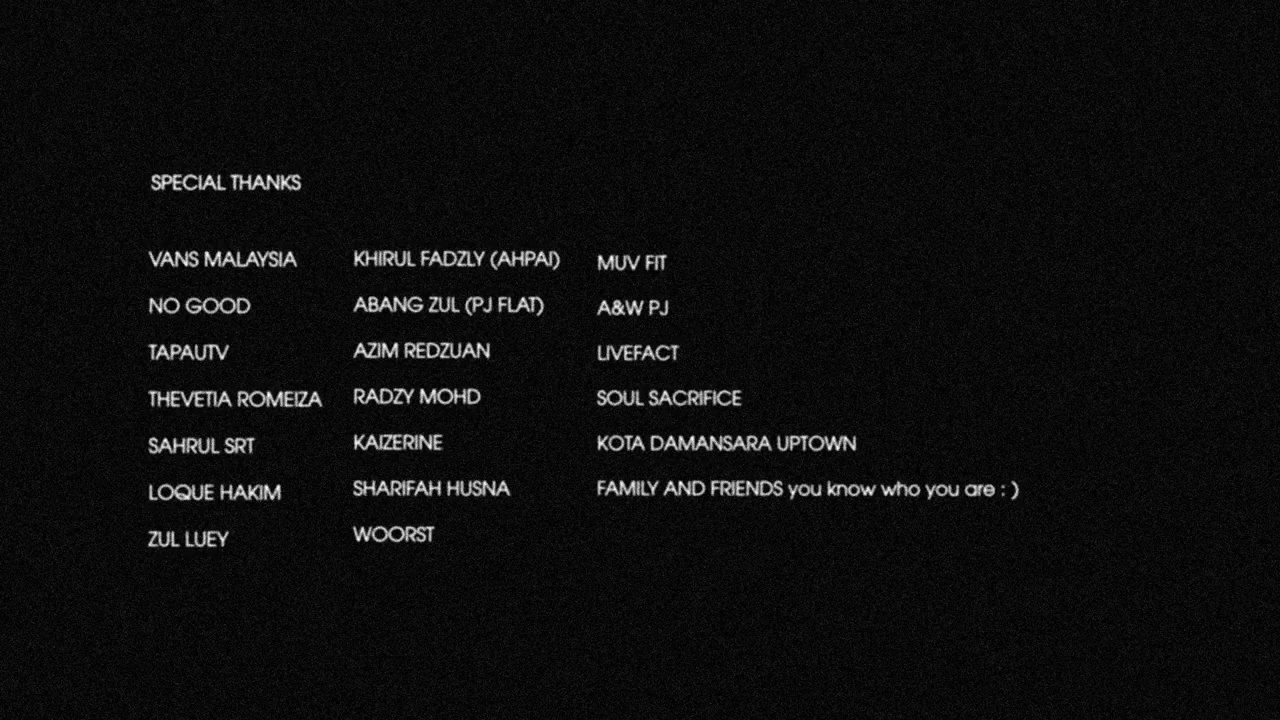 SPECIAL THANKS
VANS MALAYSIA
NO GOOD
TAPAUTV
THEVETIA ROMEIZA
SAHRUL SRT
LOQUE HAKIM
ZUL LUEY
KHIRUL FADZLY (AHPAI)
ABANG ZUL (PJ FLAT)
AZIM REDZUAN
RADZY MOHD
KAIZERINE
SHARIFAH HUSNA
WOORST
MUV FIT
A&W PJ
LIVEFACT
SOUL SACRIFICE
KOTA DAMANSARA UPTOWN
FAMILY AND FRIENDS you know who you are : )